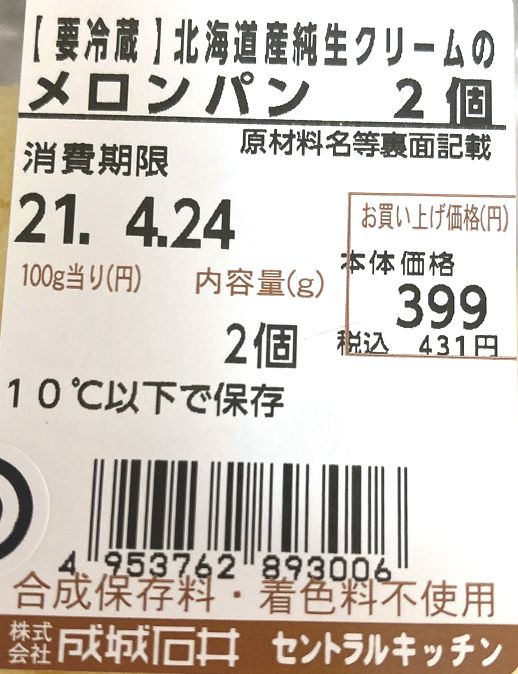 【要冷蔵】北海道産純生クリームの
メロンパン 2個
原材料名等裏面記載
消費期限
21. 4.24
お買い上げ価格(円)
100g当り(円) 内容量(g) 本体価格
399
2個 税込 431円
10℃以下で保存
4 953762 893006
合成保存料・着色料不使用
株式会社 成城石井 セントラルキッチン